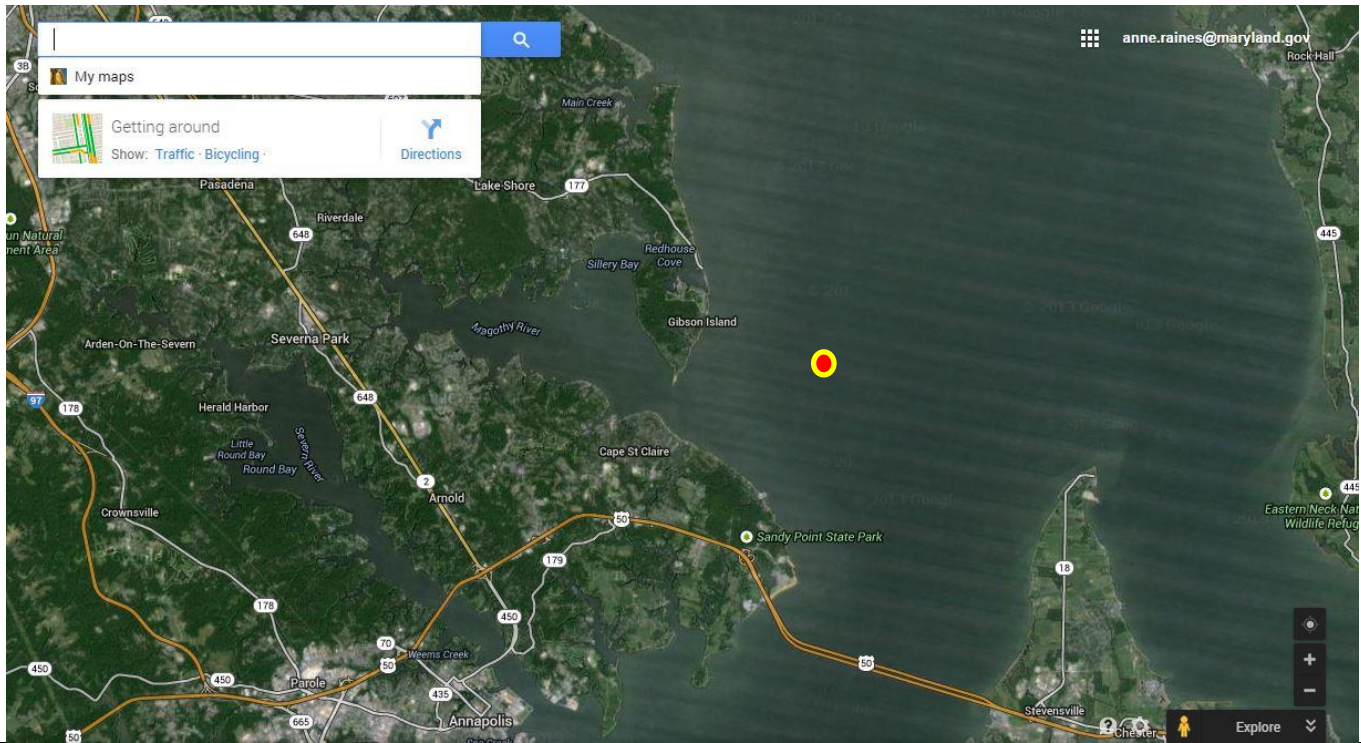 anne.raines@maryland.gov
My maps
Getting around
Show: Traffic · Bicycling ·
Directions
Rock Hall
3B
Main Creek
Pasadena
Lake Shore
177
Riverdale
648
445
Redhouse
Cove
Sillery Bay
Magothy River
Gibson Island
Arden-On-The-Severn
Severna Park
97
178
Herald Harbor
648
Little
Round Bay
Round Bay
Severn River
Cape St Claire
2
Arnold
Crownsville
50
445
Eastern Neck Nat
Wildlife Refug
Sandy Point State Park
179
18
178
450
70
50
Weems Creek
50
450
450
Parole
435
665
Annapolis
Stevensville
Chester
50
Explore